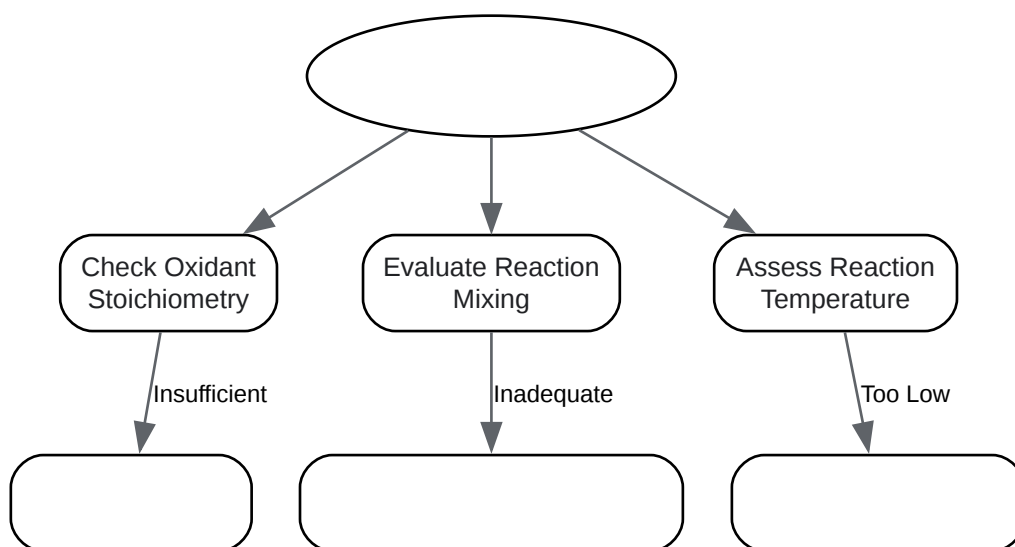 Check Oxidant
Stoichiometry
Evaluate Reaction
Mixing
Assess Reaction
Temperature
Insufficient
Inadequate
Too Low